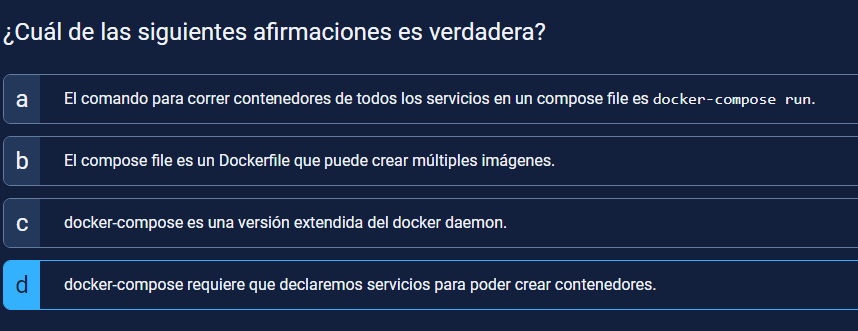 ¿Cuál de las siguientes afirmaciones es verdadera?
a El comando para correr contenedores de todos los servicios en un compose file es docker-compose run.
b El compose file es un Dockerfile que puede crear múltiples imágenes.
c docker-compose es una versión extendida del docker daemon.
d docker-compose requiere que declaremos servicios para poder crear contenedores.